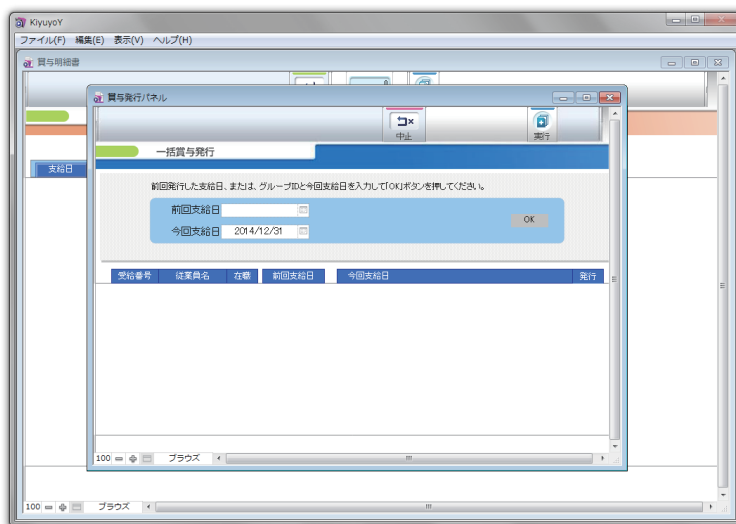 KiyuyoY
ファイル(F) 編集(E) 表示(V) ヘルプ(H)
賞与明細書
賞与発行パネル
中止 実行
一括賞与発行
支給日
前回発行した支給日、または、グループIDと今回支給日を入力して「OK」ボタンを押してください。
前回支給日
OK
今回支給日 2014/12/31
受給番号 従業員名 在職 前回支給日 今回支給日 発行
100 ブラウズ
100 ブラウズ